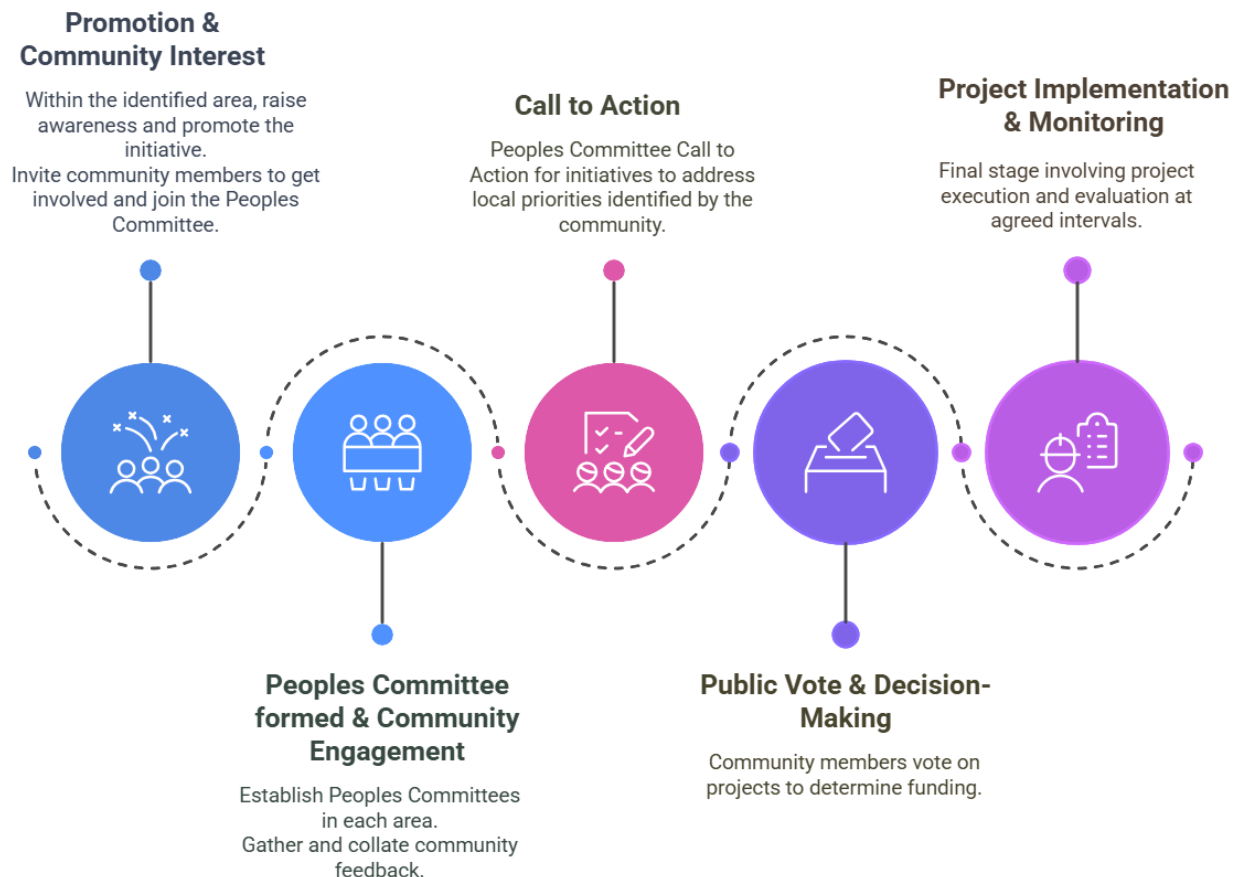 Promotion &
Community Interest
Within the identified area, raise
awareness and promote the
initiative.
Invite community members to get
involved and join the Peoples
Committee.
Peoples Committee
formed & Community
Engagement
Establish Peoples Committees
in each area.
Gather and collate community
feedback.
Call to Action
Peoples Committee Call to
Action for initiatives to address
local priorities identified by the
community.
Public Vote & Decision-
Making
Community members vote on
projects to determine funding.
Project Implementation
& Monitoring
Final stage involving project
execution and evaluation at
agreed intervals.